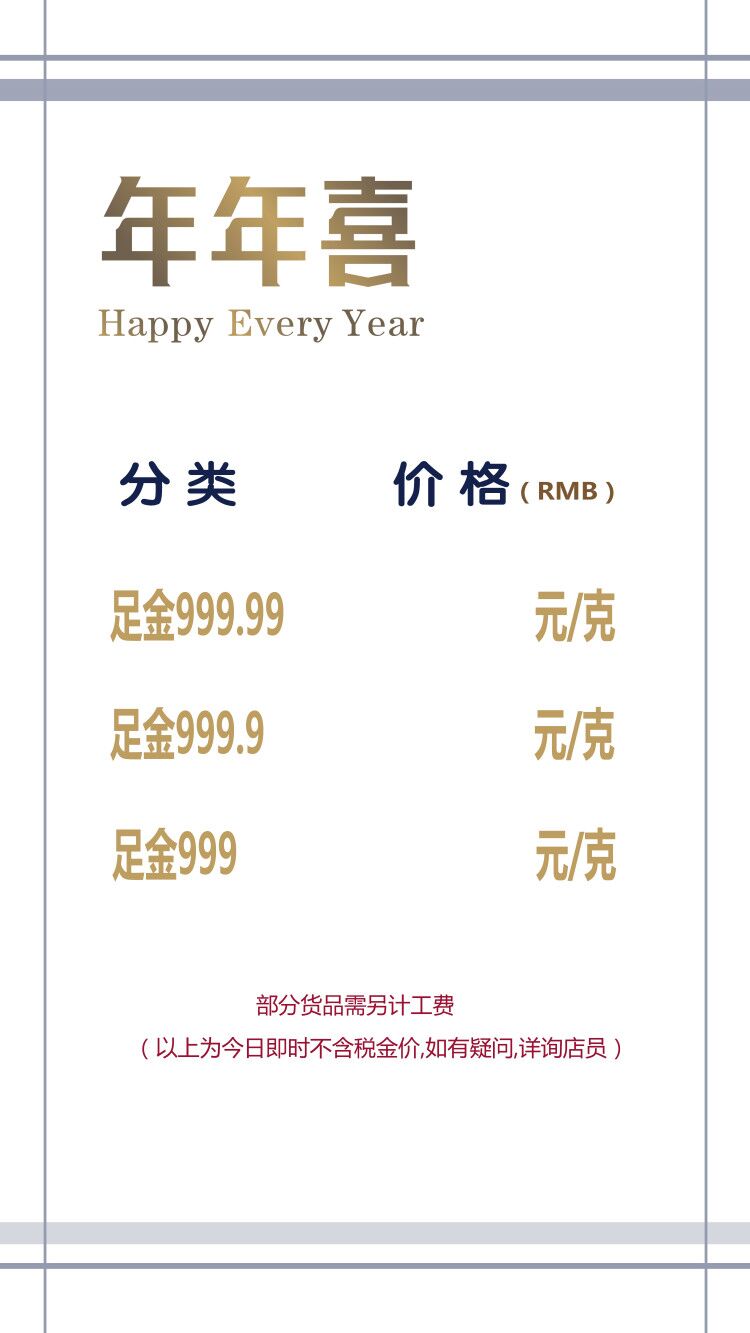 年年喜
Happy Every Year
分类 价格（RMB）
足金999.99 元/克
足金999.9 元/克
足金999 元/克
部分货品需另计工费
（以上为今日即时不含税金价,如有疑问,详询店员）